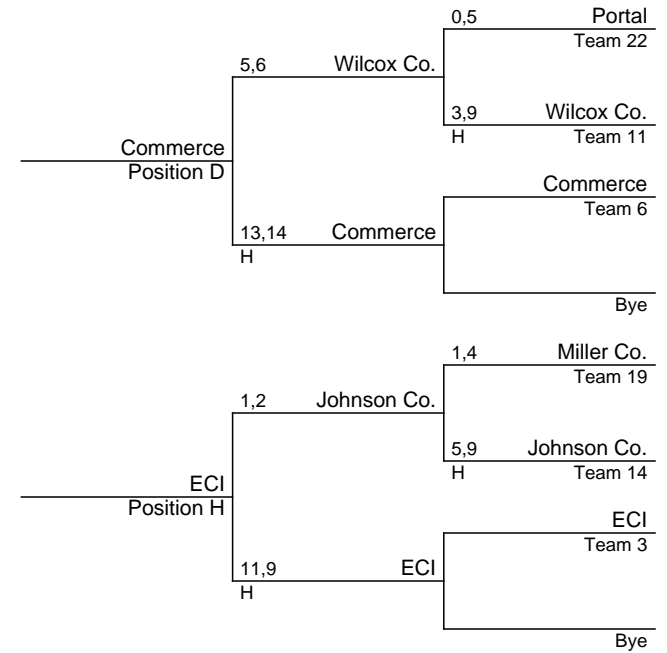 0,5 Portal
Team 22
5,6 Wilcox Co.
3,9 Wilcox Co.
H Team 11
Commerce
Position D
Commerce
Team 6
13,14 Commerce
H
Bye
1,4 Miller Co.
Team 19
1,2 Johnson Co.
5,9 Johnson Co.
H Team 14
ECI
Position H
ECI
Team 3
11,9 ECI
H
Bye